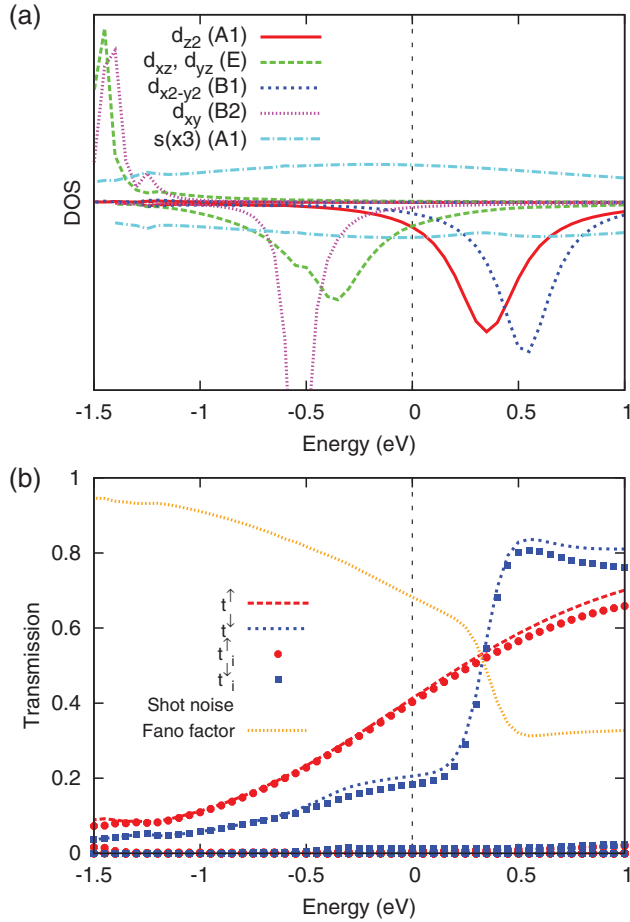 (a)
d_z2 (A1)
d_xz, d_yz (E)
d_x2-y2 (B1)
d_xy (B2)
s(x3) (A1)
DOS
-1.5 -1 -0.5 0 0.5 1
Energy (eV)
(b)
1
0.8
0.6
0.4
0.2
0
Transmission
t↑
t↓
t↑i
t↓i
Shot noise
Fano factor
-1.5 -1 -0.5 0 0.5 1
Energy (eV)